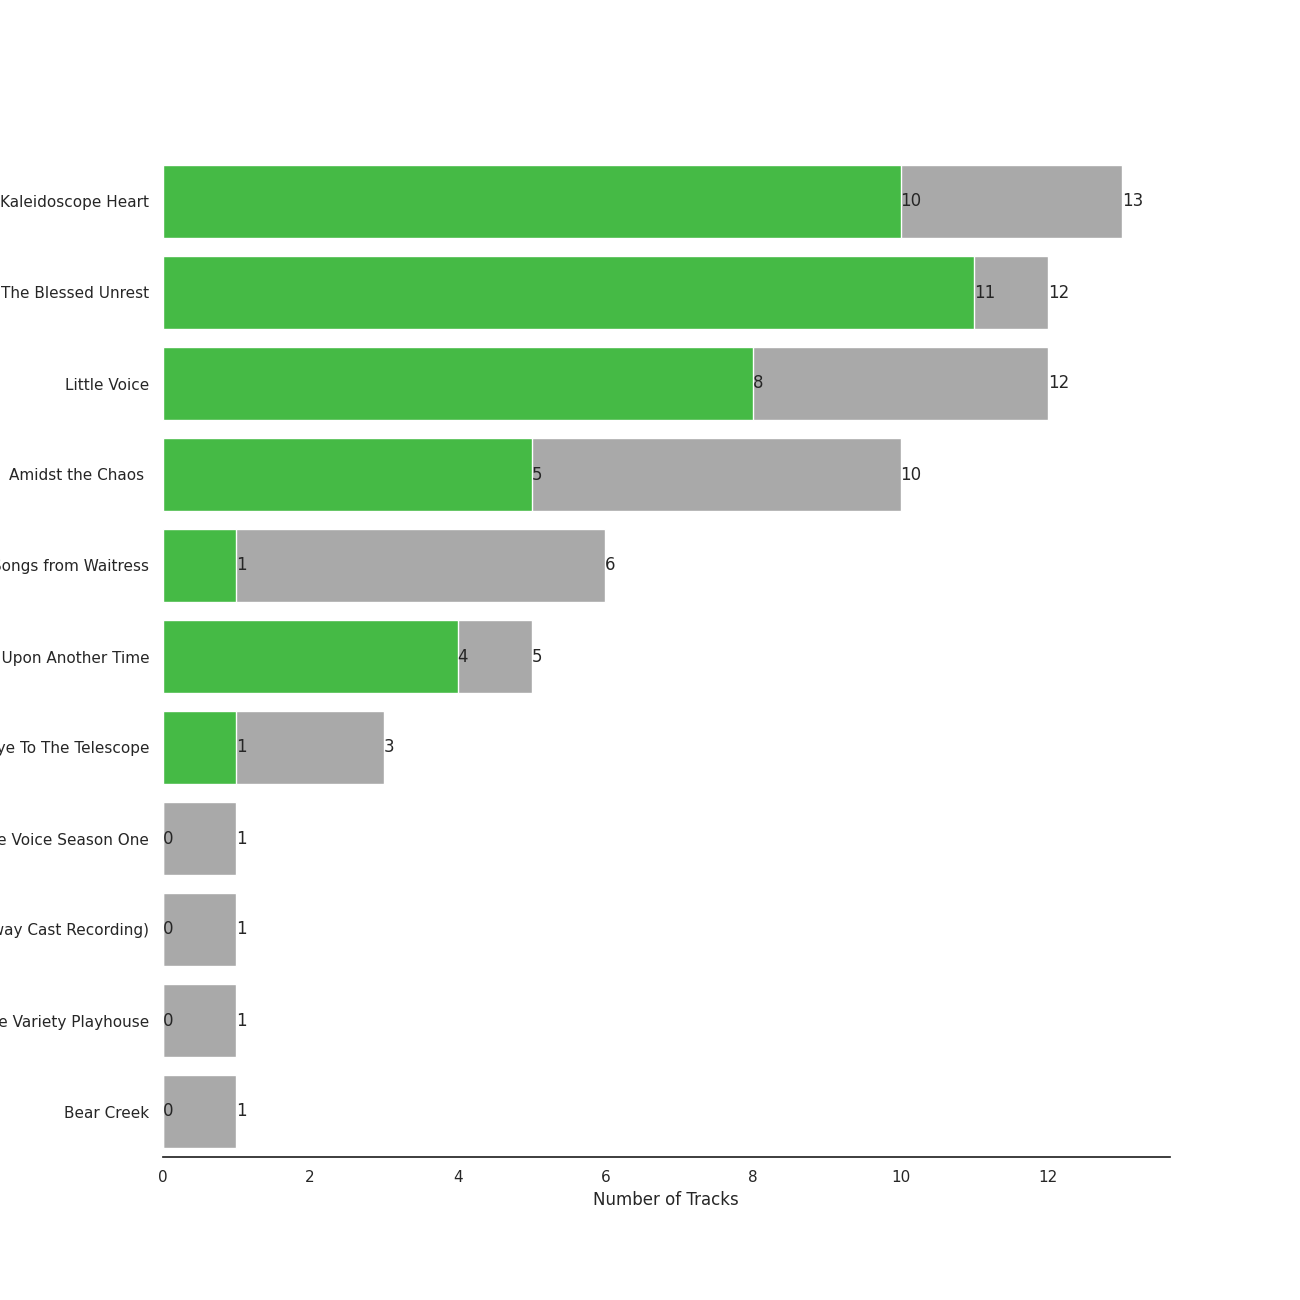 Kaleidoscope Heart 10 13
The Blessed Unrest 11 12
Little Voice 8 12
Amidst the Chaos 5 10
Songs from Waitress 1 6
Upon Another Time 4 5
To The Telescope 1 3
Voice Season One 0 1
Cast Recording) 0 1
Variety Playhouse 0 1
Bear Creek 0 1
0 2 4 6 8 10 12
Number of Tracks